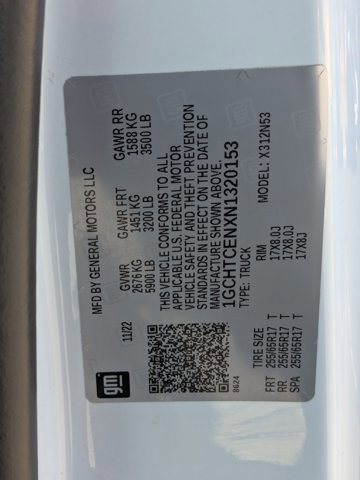 MFD BY GENERAL MOTORS LLC
11/22
GVWR GAWR FRT GAWR RR
2676 KG 1451 KG 1588 KG
5900 LB 3200 LB 3500 LB
THIS VEHICLE CONFORMS TO ALL
APPLICABLE U.S. FEDERAL MOTOR
VEHICLE SAFETY AND THEFT PREVENTION
STANDARDS IN EFFECT ON THE DATE OF
MANUFACTURE SHOWN ABOVE.
1GCHTCENXN1320153
TYPE: TRUCK MODEL: X312N53
gm
8624
TIRE SIZE RIM
FRT 255/65R17 T 17X8.0J
RR 255/65R17 T 17X8.0J
SPA 255/65R17 T 17X8J